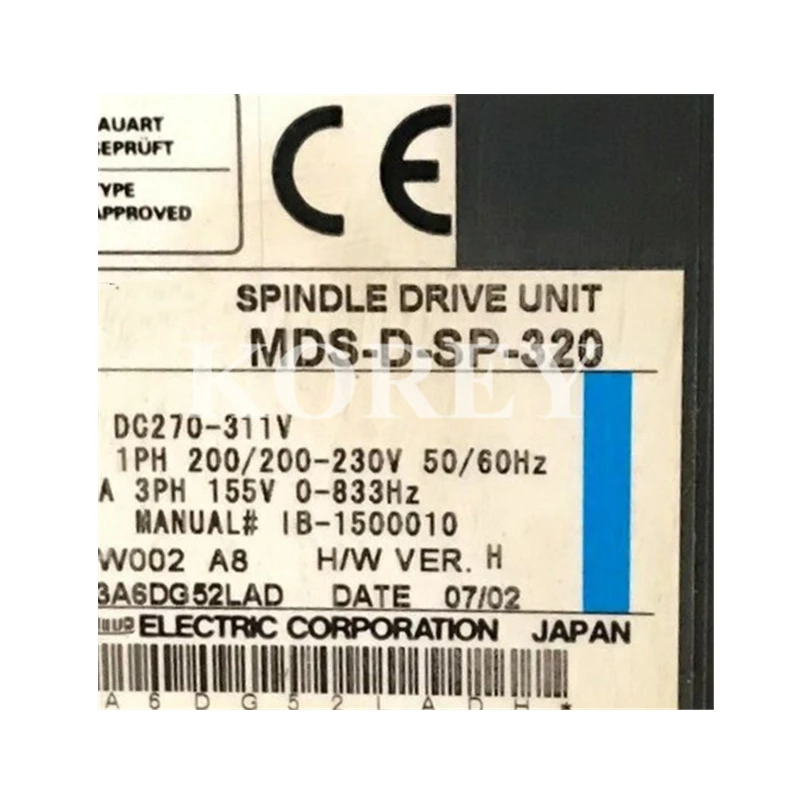 AUART
GEPRÜFT
TYPE
APPROVED
CE
SPINDLE DRIVE UNIT
MDS-D-SP-320
KOREY
DC270-311V
1PH 200/200-230V 50/60Hz
A 3PH 155V 0-833Hz
MANUAL# IB-1500010
W002 A8 H/W VER. H
3A6DG52LAD DATE 07/02
ELECTRIC CORPORATION JAPAN
A6DG52LADH*